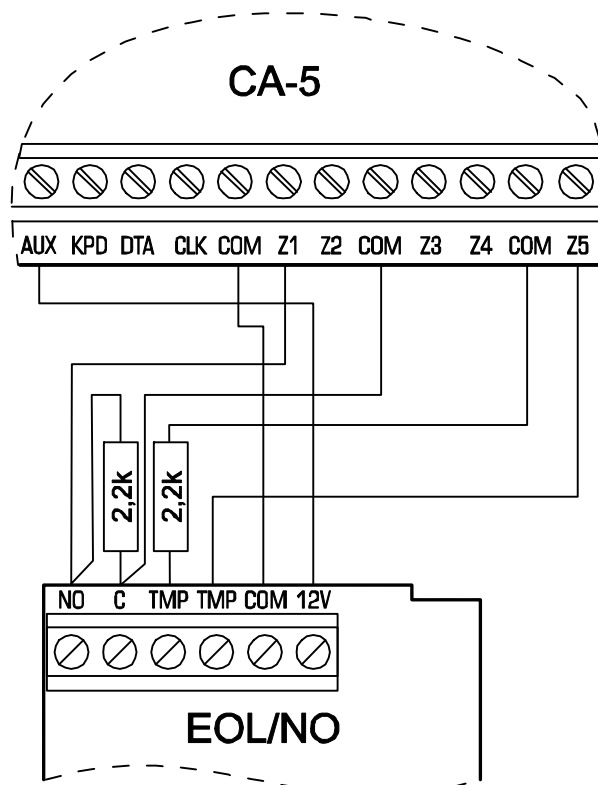 CA-5
AUX KPD DTA CLK COM Z1 Z2 COM Z3 Z4 COM Z5
2,2k 2,2k
NO C TMP TMP COM 12V
EOL/NO